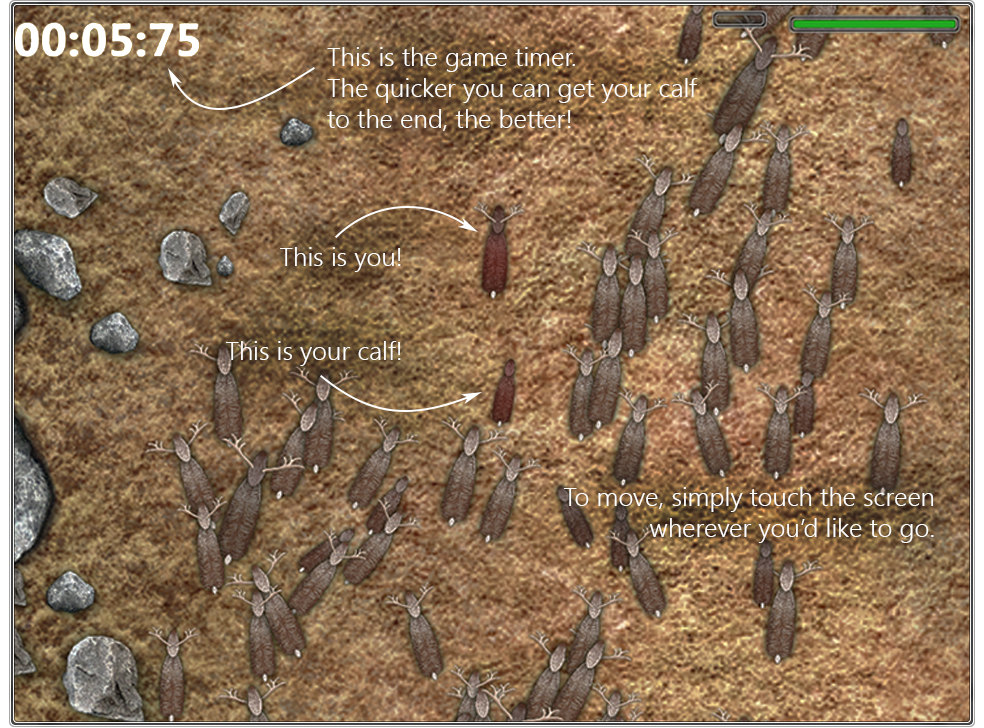 00:05:75
This is the game timer.
The quicker you can get your calf
to the end, the better!
This is you!
This is your calf!
To move, simply touch the screen
wherever you’d like to go.